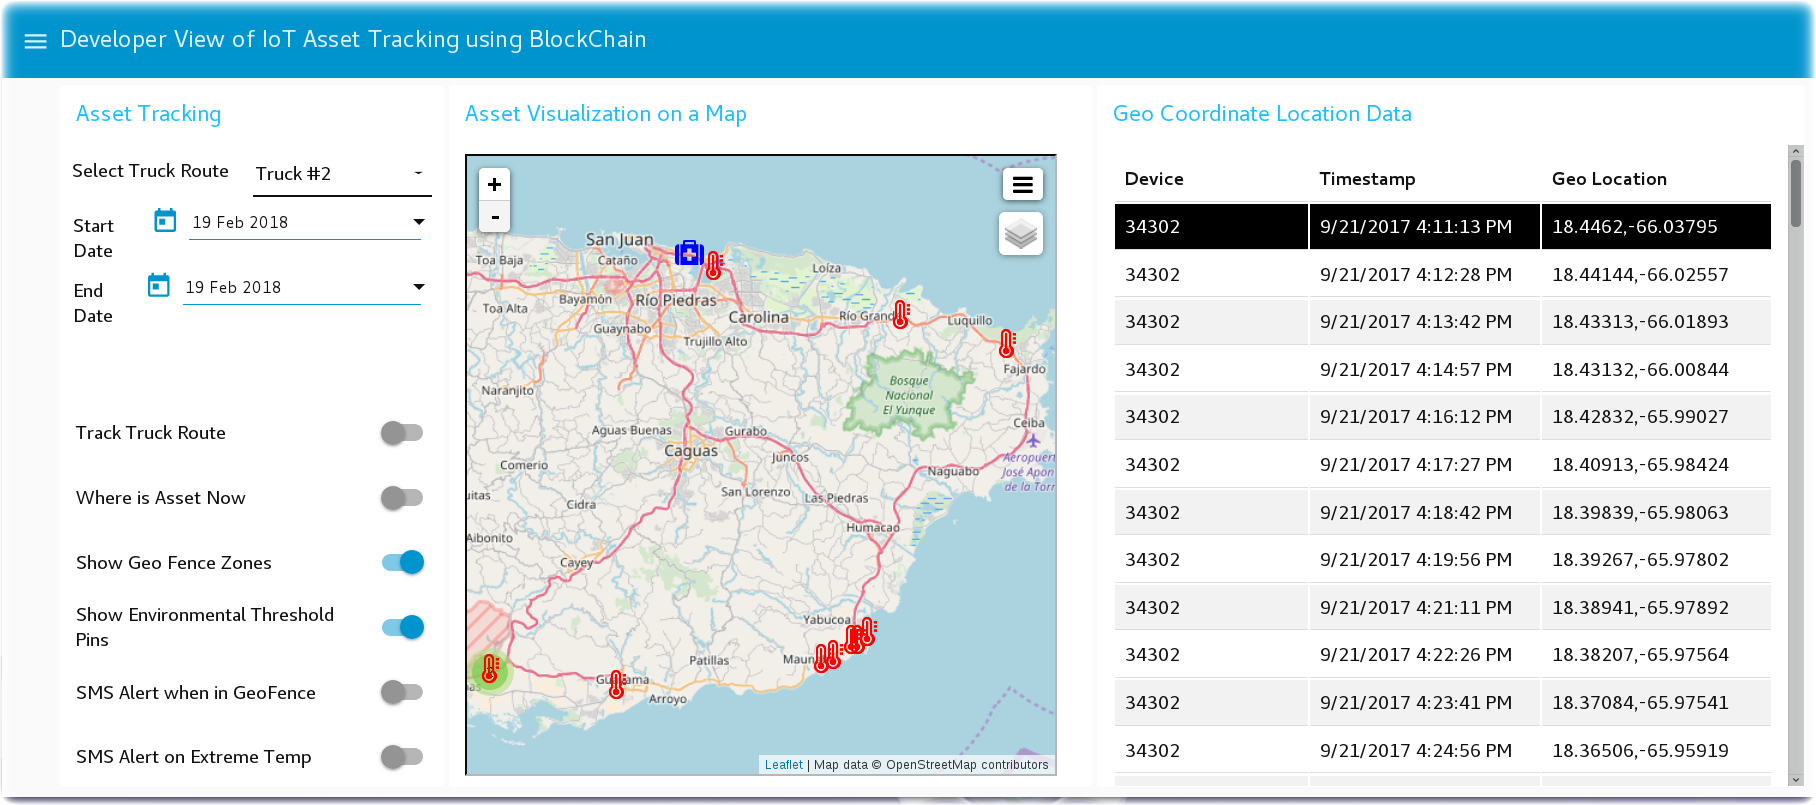 Developer View of IoT Asset Tracking using BlockChain
Asset Tracking
Select Truck Route
Truck #2
Start
Date
19 Feb 2018
End
Date
19 Feb 2018
Track Truck Route
Where is Asset Now
Show Geo Fence Zones
Show Environmental Threshold
Pins
SMS Alert when in GeoFence
SMS Alert on Extreme Temp
Asset Visualization on a Map
+
-
San Juan
Toa Baja
Cataño
Loíza
Bayamón
Río Piedras
Toa Alta
Carolina
Río Grand
Luquillo
Guaynabo
Trujillo Alto
Fajardo
Naranjito
Bosque
Nacional
El Yunque
Ceiba
Aguas Buenas
Gurabo
Caguas
Juncos
Aeropuer
José Apon
de la Torr
Comerío
Naguabo
uitas
San Lorenzo
Las Piedras
Cidra
Humacao
Aibonito
Cayey
Yabucoa
Patillas
Maun
as
Gua ama
Arroyo
Leaflet | Map data © OpenStreetMap contributors
Geo Coordinate Location Data
Device Timestamp Geo Location
34302 9/21/2017 4:11:13 PM 18.4462,-66.03795
34302 9/21/2017 4:12:28 PM 18.44144,-66.02557
34302 9/21/2017 4:13:42 PM 18.43313,-66.01893
34302 9/21/2017 4:14:57 PM 18.43132,-66.00844
34302 9/21/2017 4:16:12 PM 18.42832,-65.99027
34302 9/21/2017 4:17:27 PM 18.40913,-65.98424
34302 9/21/2017 4:18:42 PM 18.39839,-65.98063
34302 9/21/2017 4:19:56 PM 18.39267,-65.97802
34302 9/21/2017 4:21:11 PM 18.38941,-65.97892
34302 9/21/2017 4:22:26 PM 18.38207,-65.97564
34302 9/21/2017 4:23:41 PM 18.37084,-65.97541
34302 9/21/2017 4:24:56 PM 18.36506,-65.95919